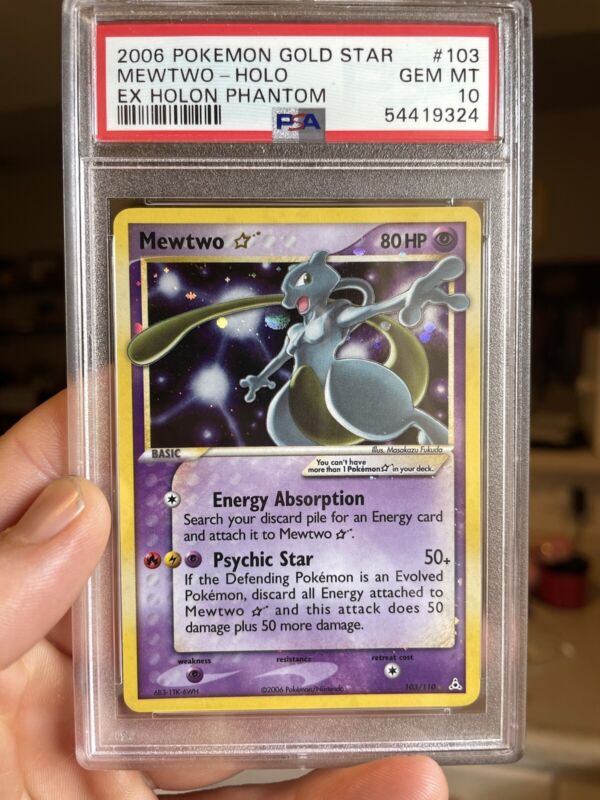 2006 POKEMON GOLD STAR #103
MEWTWO - HOLO GEM MT
EX HOLON PHANTOM 10
PSA 54419324
Mewtwo ☆ 80 HP
BASIC
Illus. Masakazu Fukuda
You can't have
more than 1 Pokémon ☆ in your deck.
Energy Absorption
Search your discard pile for an Energy card
and attach it to Mewtwo ☆.
Psychic Star 50+
If the Defending Pokémon is an Evolved
Pokémon, discard all Energy attached to
Mewtwo ☆ and this attack does 50
damage plus 50 more damage.
weakness resistance retreat cost
683-1TK-6WH ©2006 Pokémon/Nintendo 103/110